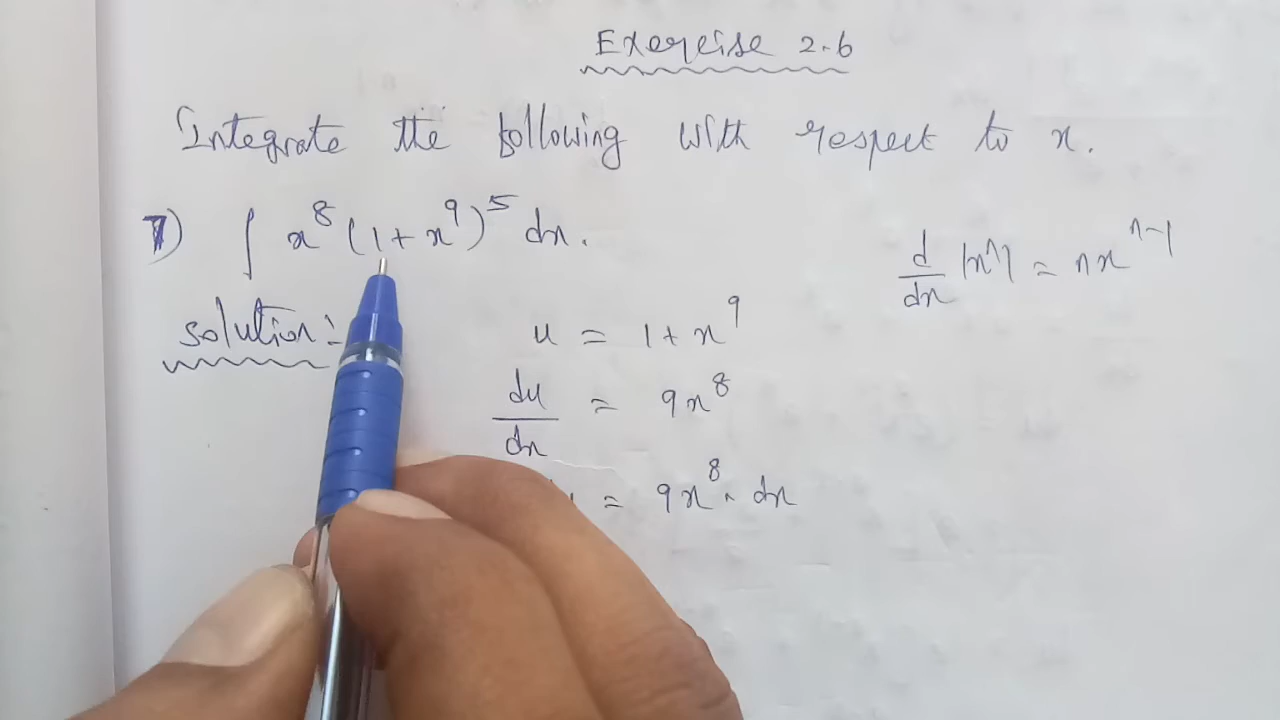 Exercise 2.6
Integrate the following with respect to x.
7) ∫ x⁸ (1 + x⁹)⁵ dx.
d/dx (xⁿ) = nxⁿ⁻¹
solution:
u = 1 + x⁹
du/dx = 9x⁸
= 9x⁸ . dx